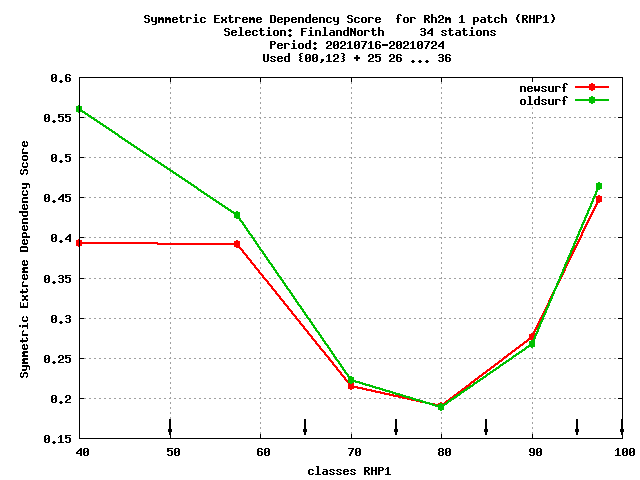 Symmetric Extreme Dependency Score  for Rh2m 1 patch (RHP1)
Selection: FinlandNorth     34 stations
Period: 20210716-20210724
Used {00,12} + 25 26 ... 36
newsurf
oldsurf
Symmetric Extreme Dependency Score
0.6
0.55
0.5
0.45
0.4
0.35
0.3
0.25
0.2
0.15
40 50 60 70 80 90 100
classes RHP1